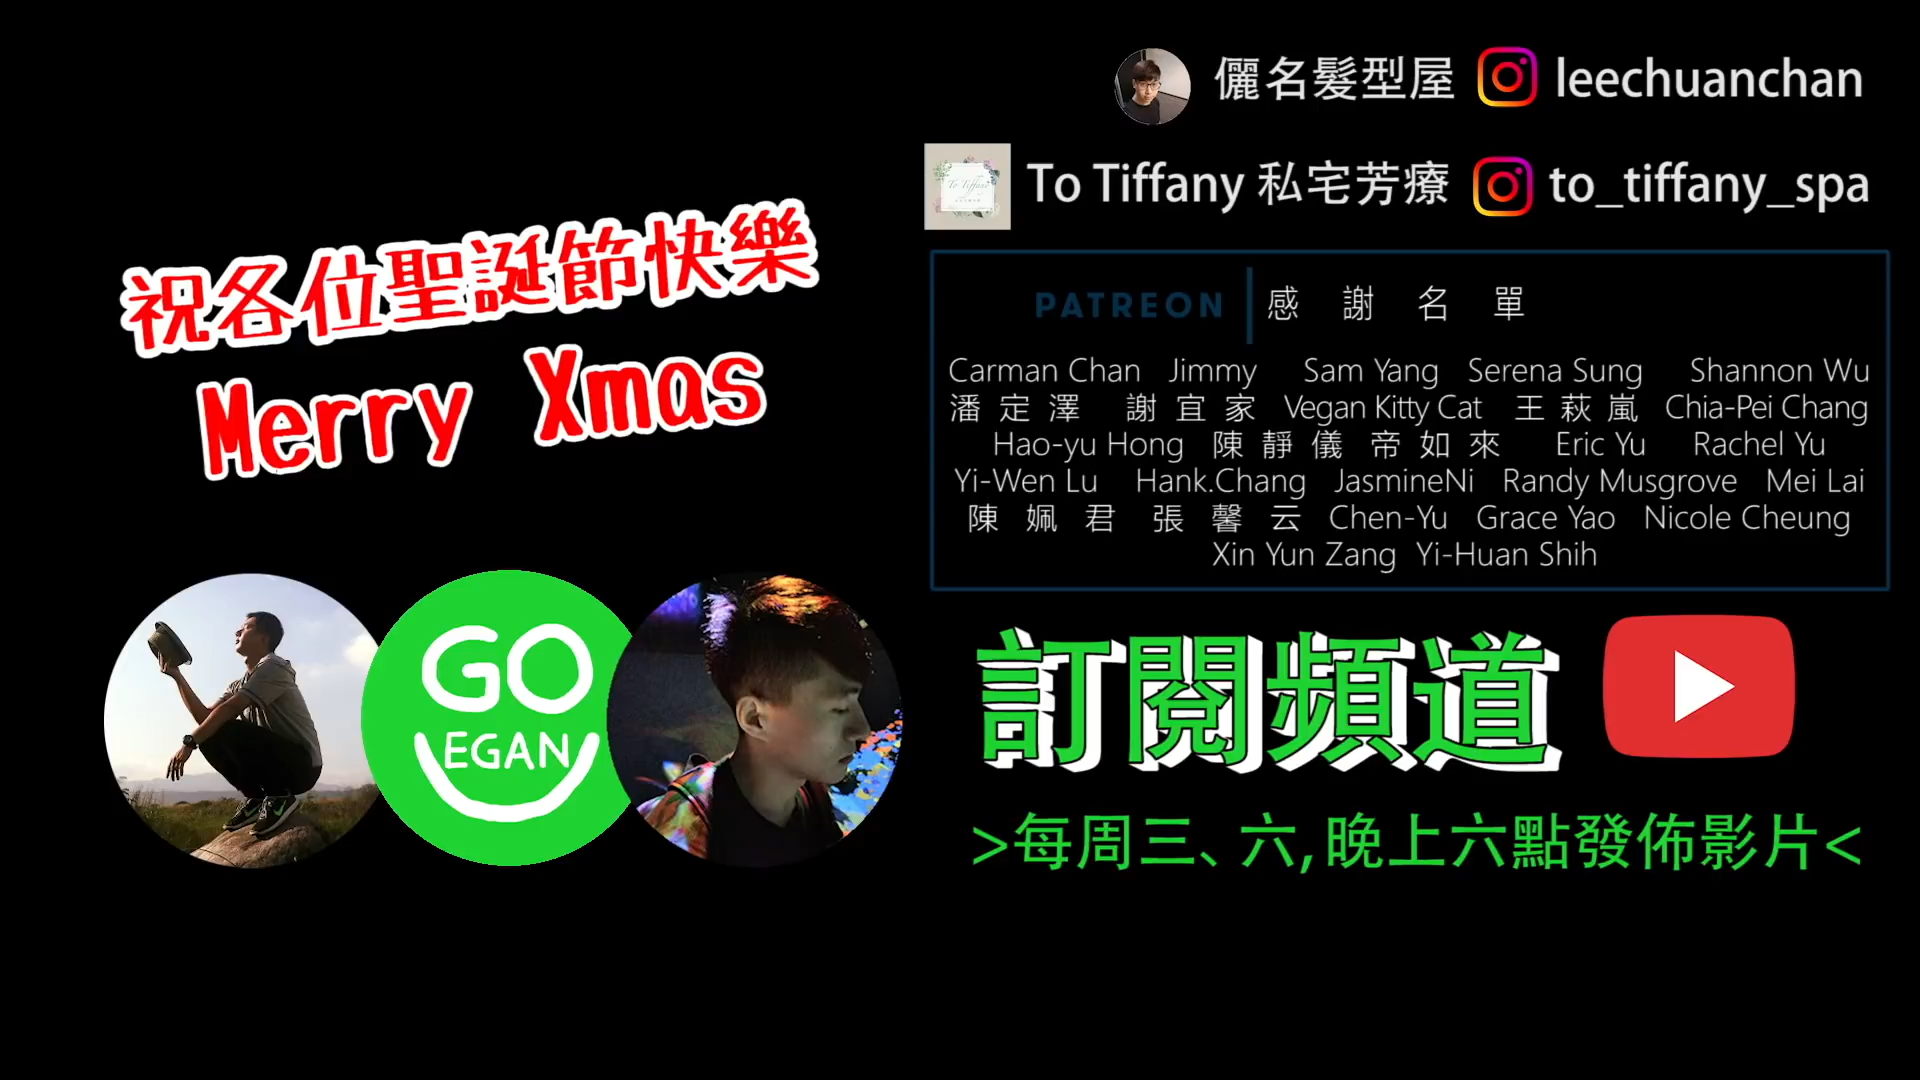 儷名髮型屋 leechuanchan
To Tiffany 私宅芳療 to_tiffany_spa
To Tiffany
祝各位聖誕節快樂
Merry Xmas
PATREON 感謝名單
Carman Chan Jimmy Sam Yang Serena Sung Shannon Wu
潘定澤 謝宜家 Vegan Kitty Cat 王萩嵐 Chia-Pei Chang
Hao-yu Hong 陳靜儀 帝如來 Eric Yu Rachel Yu
Yi-Wen Lu Hank.Chang JasmineNi Randy Musgrove Mei Lai
陳姵君 張馨云 Chen-Yu Grace Yao Nicole Cheung
Xin Yun Zang Yi-Huan Shih
GO
EGAN
訂閱頻道
>每周三、六,晚上六點發佈影片<